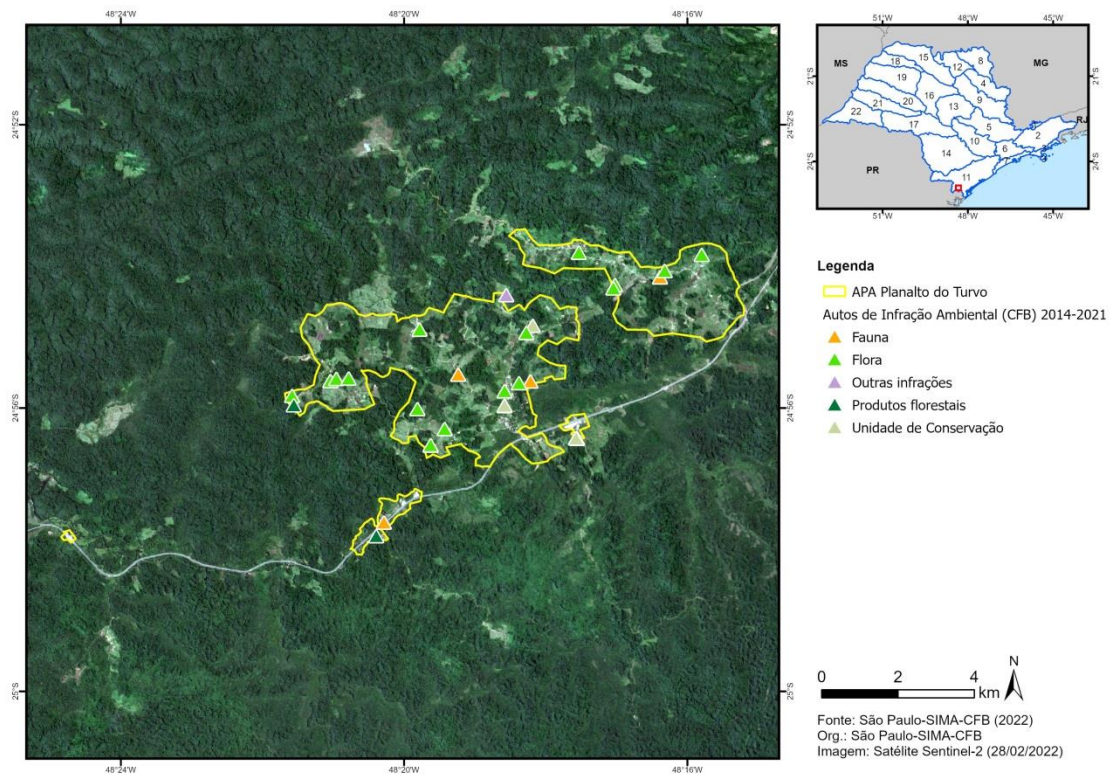 48°24'W
48°20'W
48°16'W
24°52'S
24°56'S
25°S
24°52'S
24°56'S
25°S
48°24'W
48°20'W
48°16'W
51°W
48°W
45°W
21°S
24°S
21°S
24°S
51°W
48°W
45°W
MS
MG
RJ
PR
15
18
12
8
19
4
16
9
21
20
13
22
17
5
2
10
6
14
3
11
Legenda
APA Planalto do Turvo
Autos de Infração Ambiental (CFB) 2014-2021
Fauna
Flora
Outras infrações
Produtos florestais
Unidade de Conservação
N
0 2 4
km
Fonte: São Paulo-SIMA-CFB (2022)
Org.: São Paulo-SIMA-CFB
Imagem: Satélite Sentinel-2 (28/02/2022)